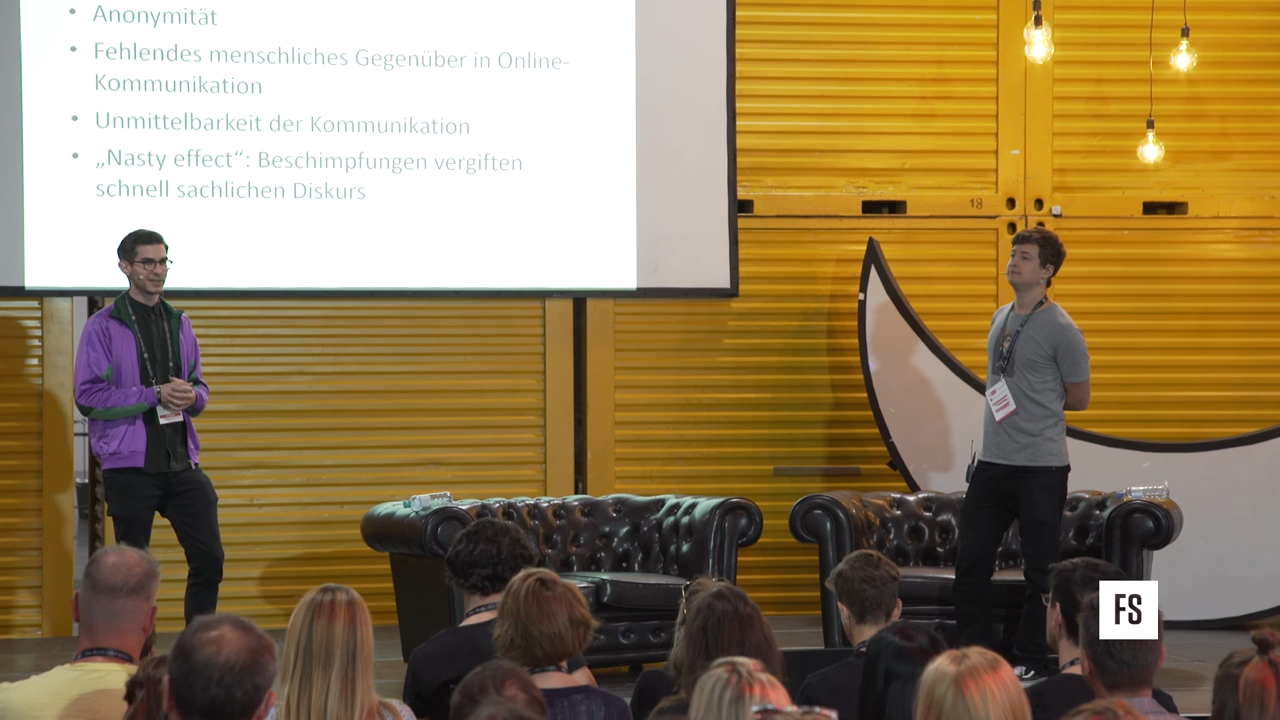 Anonymität
Fehlendes menschliches Gegenüber in Online-
Kommunikation
Unmittelbarkeit der Kommunikation
„Nasty effect“: Beschimpfungen vergiften
schnell sachlichen Diskurs
18
FS